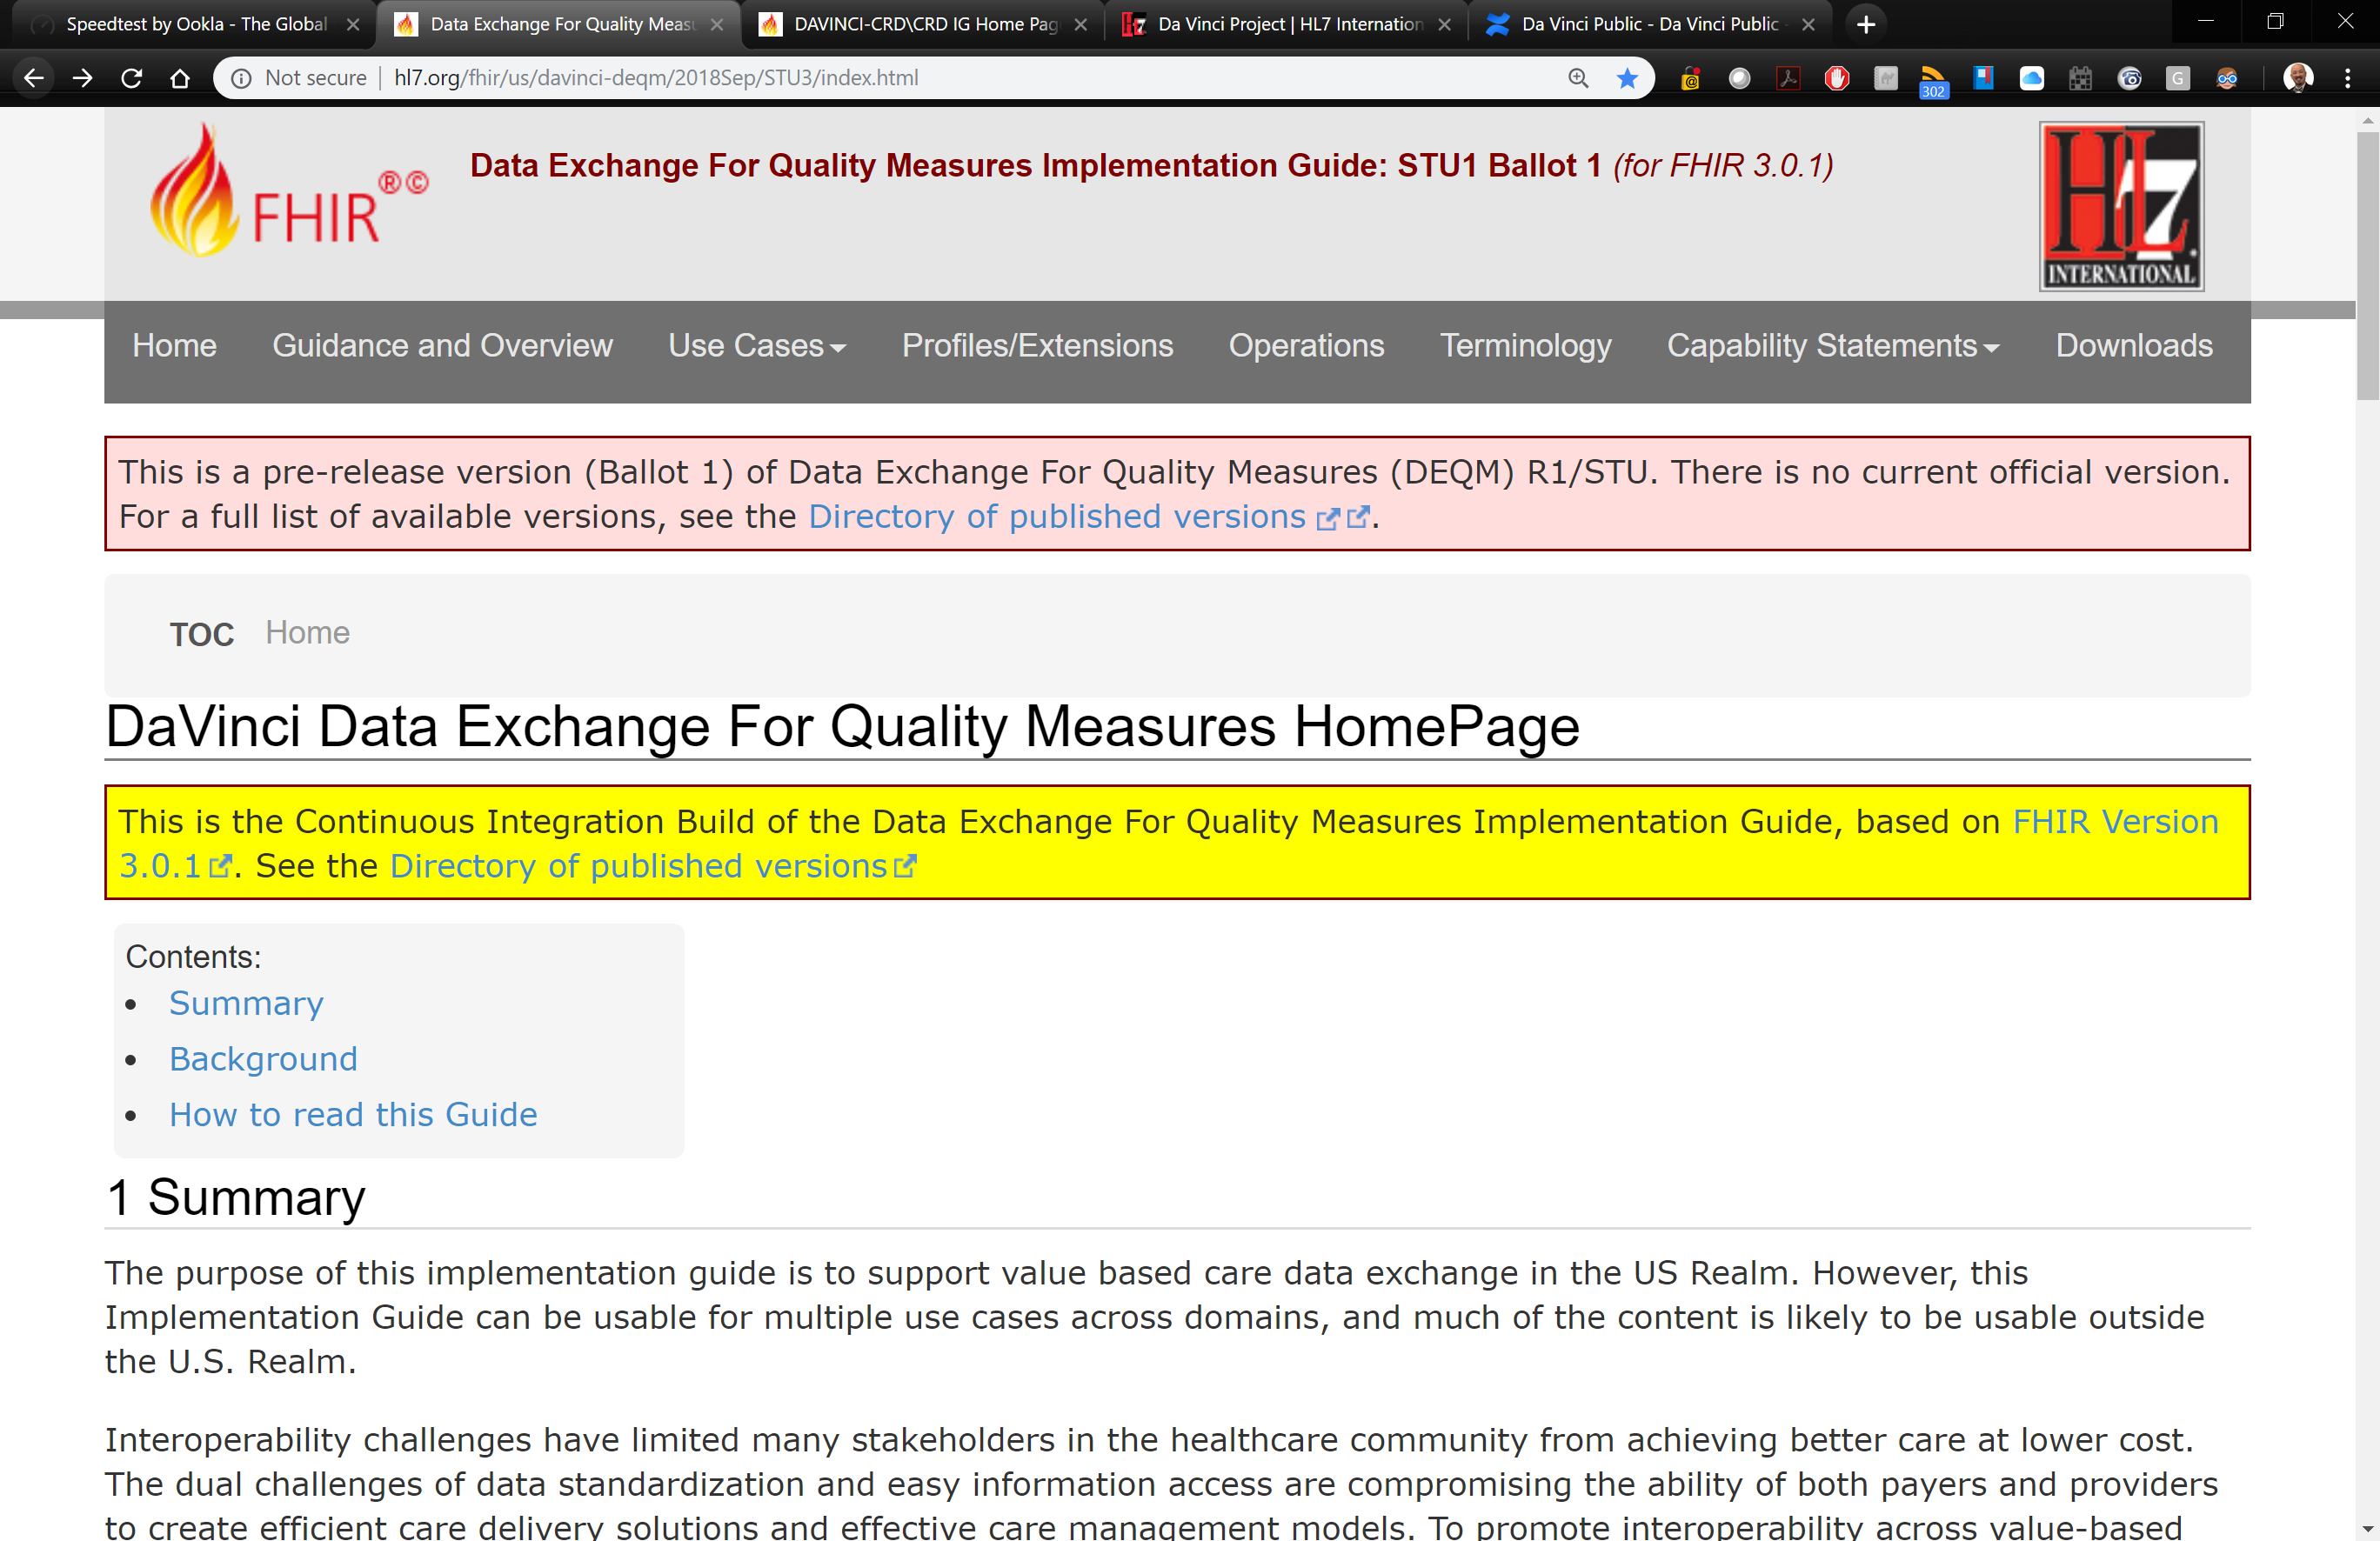 Speedtest by Ookla - The Global
Data Exchange For Quality Measu
DAVINCI-CRD\CRD IG Home Pag
Da Vinci Project | HL7 Internation
Da Vinci Public - Da Vinci Public -
Not secure | hl7.org/fhir/us/davinci-deqm/2018Sep/STU3/index.html
302
G
FHIR®©
Data Exchange For Quality Measures Implementation Guide: STU1 Ballot 1 (for FHIR 3.0.1)
HL7
INTERNATIONAL
Home Guidance and Overview Use Cases Profiles/Extensions Operations Terminology Capability Statements Downloads
This is a pre-release version (Ballot 1) of Data Exchange For Quality Measures (DEQM) R1/STU. There is no current official version.
For a full list of available versions, see the Directory of published versions .
TOC Home
DaVinci Data Exchange For Quality Measures HomePage
This is the Continuous Integration Build of the Data Exchange For Quality Measures Implementation Guide, based on FHIR Version
3.0.1. See the Directory of published versions
Contents:
• Summary
• Background
• How to read this Guide
1 Summary
The purpose of this implementation guide is to support value based care data exchange in the US Realm. However, this
Implementation Guide can be usable for multiple use cases across domains, and much of the content is likely to be usable outside
the U.S. Realm.
Interoperability challenges have limited many stakeholders in the healthcare community from achieving better care at lower cost.
The dual challenges of data standardization and easy information access are compromising the ability of both payers and providers
to create efficient care delivery solutions and effective care management models. To promote interoperability across value-based